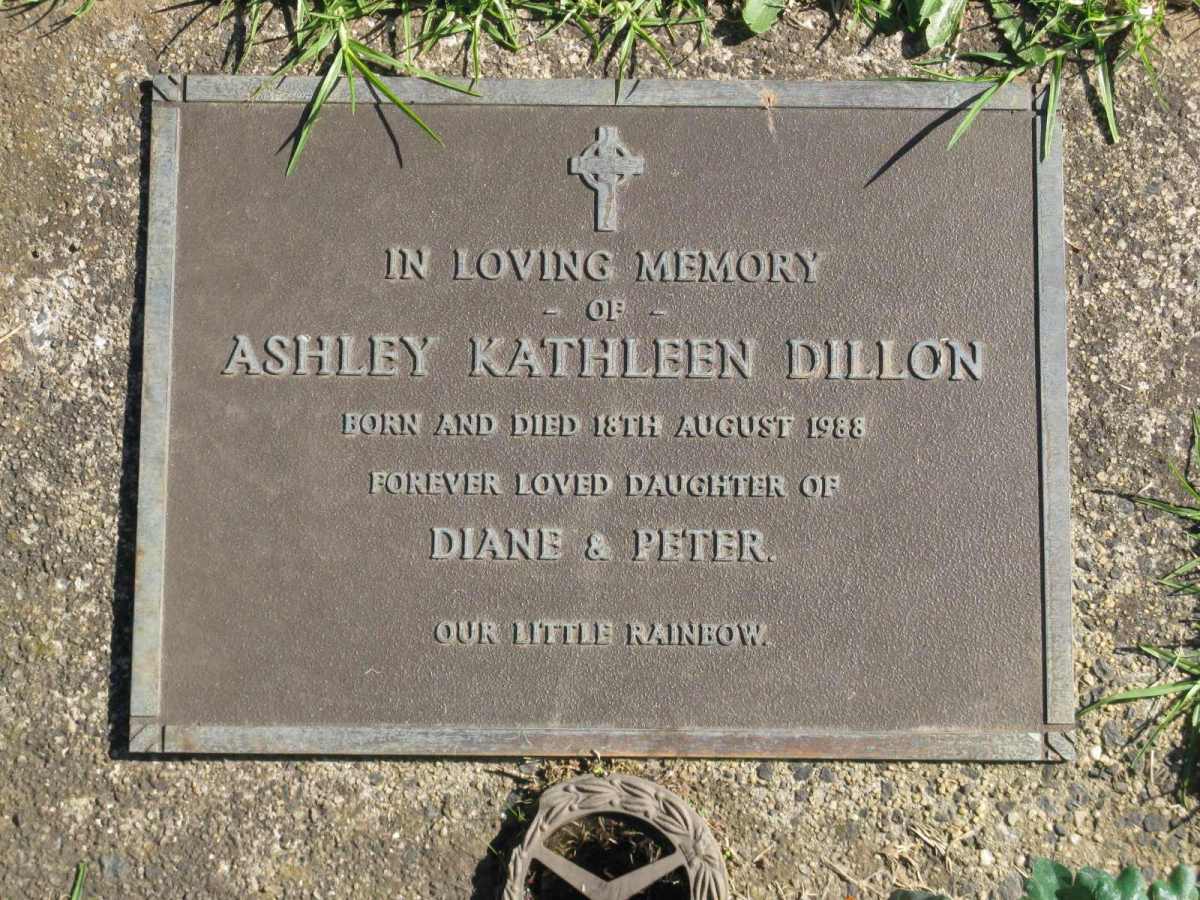 IN LOVING MEMORY
- OF -
ASHLEY KATHLEEN DILLON
BORN AND DIED 18TH AUGUST 1988
FOREVER LOVED DAUGHTER OF
DIANE & PETER.
OUR LITTLE RAINBOW.